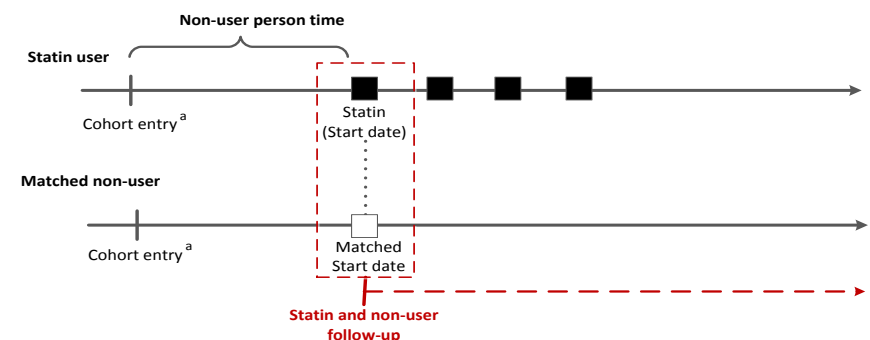 Non-user person time
Statin user
Cohort entry a
Statin
(Start date)
Matched non-user
Cohort entry a
Matched
Start date
Statin and non-user
follow-up